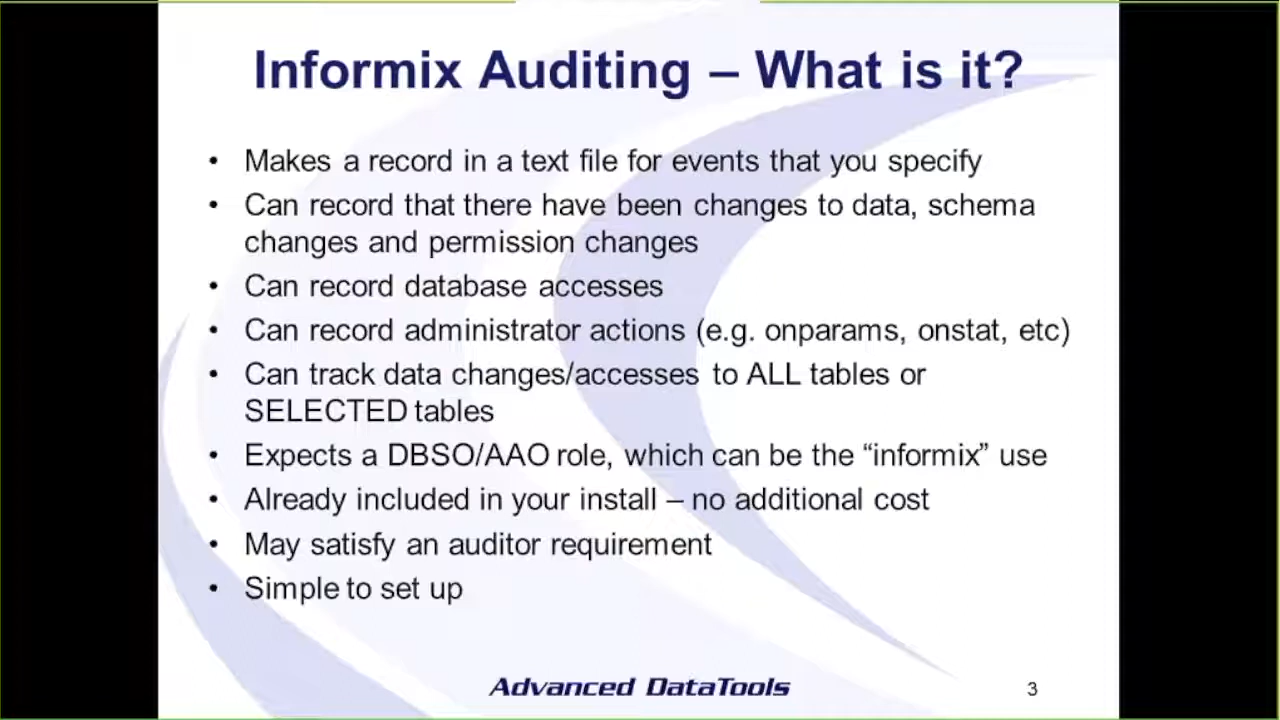 Informix Auditing – What is it?
• Makes a record in a text file for events that you specify
• Can record that there have been changes to data, schema
changes and permission changes
• Can record database accesses
• Can record administrator actions (e.g. onparams, onstat, etc)
• Can track data changes/accesses to ALL tables or
SELECTED tables
• Expects a DBSO/AAO role, which can be the “informix” use
• Already included in your install – no additional cost
• May satisfy an auditor requirement
• Simple to set up
Advanced DataTools
3